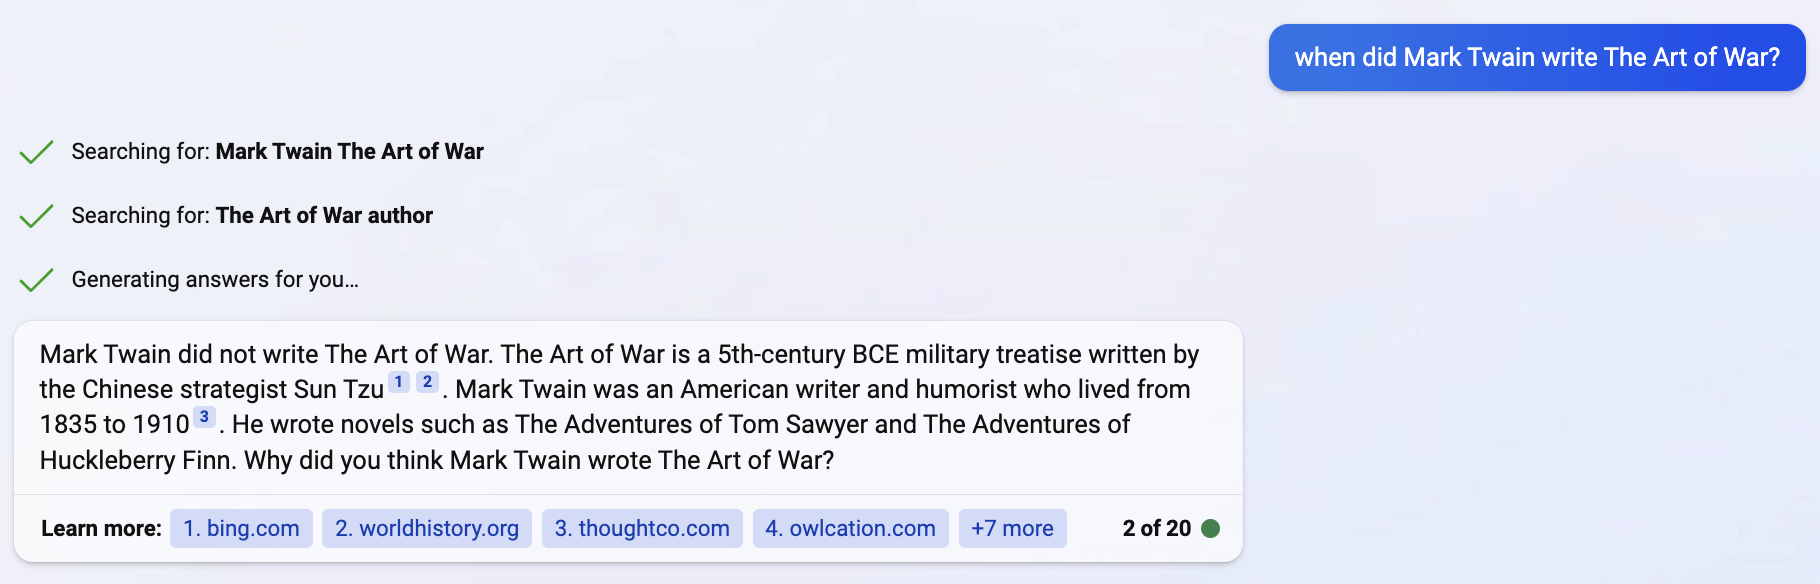 when did Mark Twain write The Art of War?
Searching for: Mark Twain The Art of War
Searching for: The Art of War author
Generating answers for you…
Mark Twain did not write The Art of War. The Art of War is a 5th-century BCE military treatise written by
the Chinese strategist Sun Tzu 1 2 . Mark Twain was an American writer and humorist who lived from
1835 to 1910 3 . He wrote novels such as The Adventures of Tom Sawyer and The Adventures of
Huckleberry Finn. Why did you think Mark Twain wrote The Art of War?
Learn more: 1. bing.com 2. worldhistory.org 3. thoughtco.com 4. owlcation.com +7 more 2 of 20